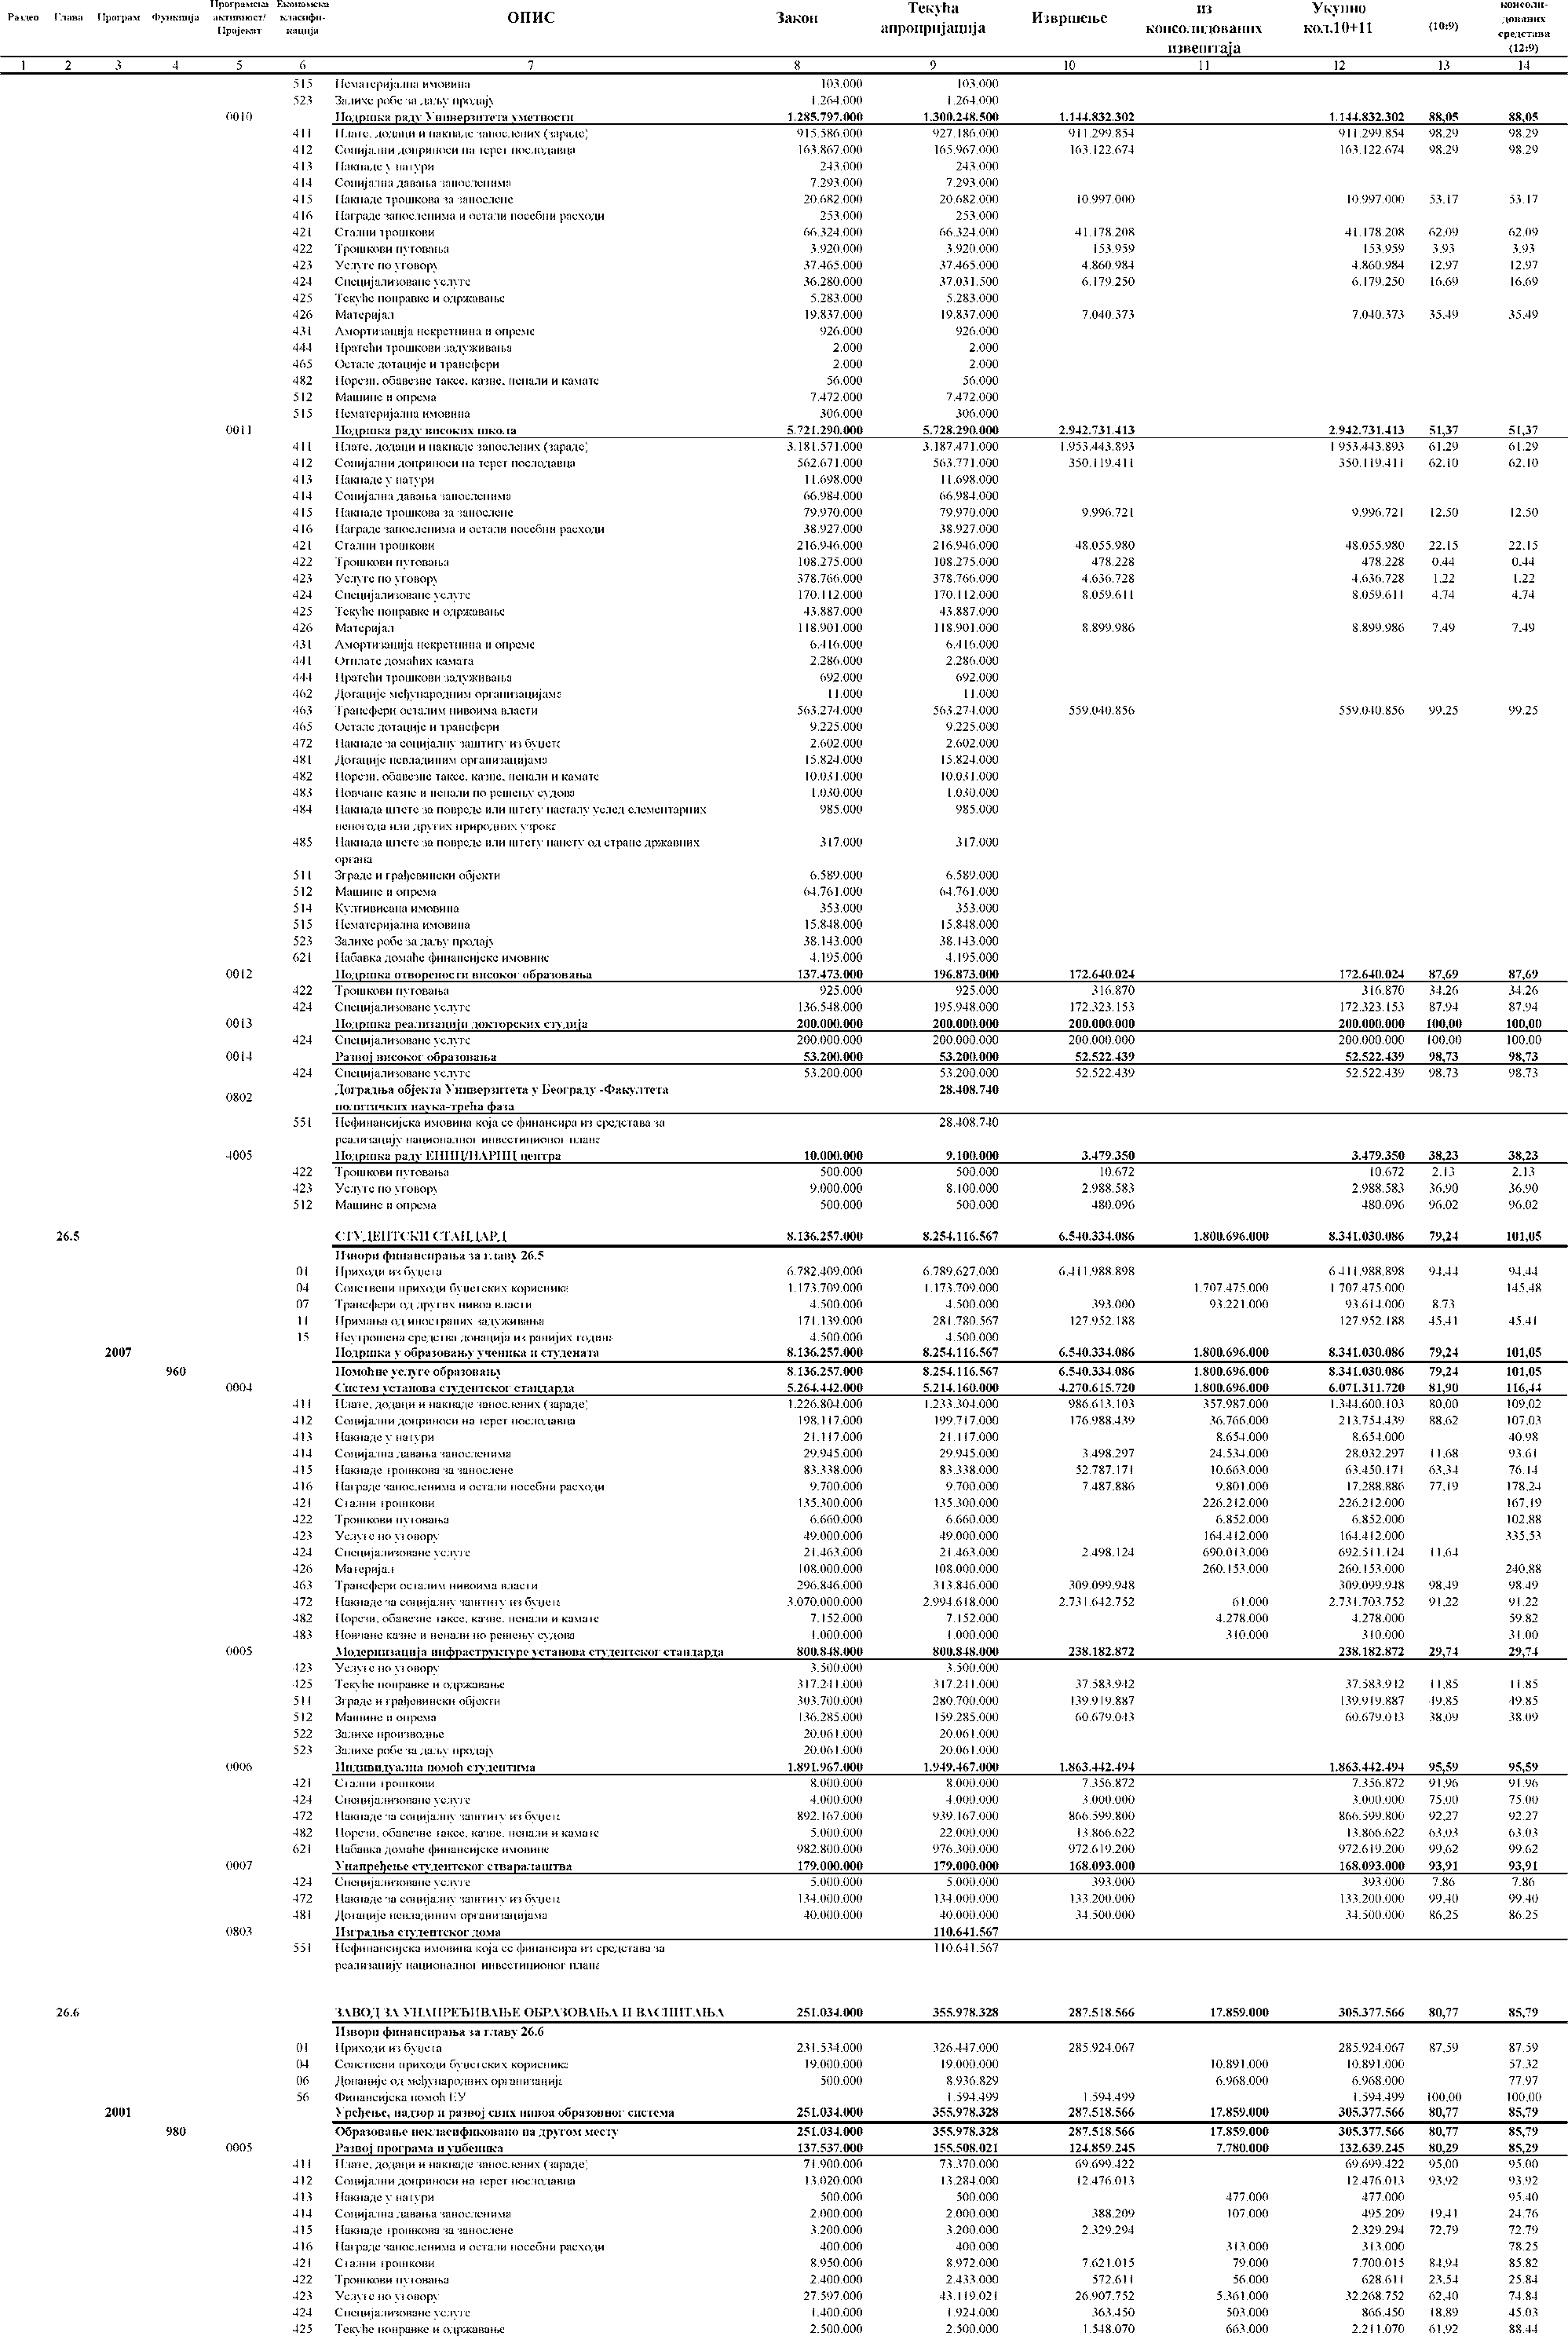 Раздео Глава Програм Функција Програмска активност/ Пројекат Економска класифи- кација ОПИС Закон Текућа апропријација Извршење из консолидованих извештаја Укупно кол.10+11 (10:9) консоли- дованих средстава (12:9)
1 2 3 4 5 6 7 8 9 10 11 12 13 14
515 Нематеријална имовина 103.000 103.000
523 Залихе робе за даљу продају 1.264.000 1.264.000
0010 Подршка раду Универзитета уметности 1.285.797.000 1.300.248.500 1.144.832.302 1.144.832.302 88,05 88,05
411 Плате, додаци и накнаде запослених (зараде) 915.586.000 927.186.000 911.299.854 911.299.854 98,29 98,29
412 Социјални доприноси на терет послодавца 163.867.000 165.967.000 163.122.674 163.122.674 98,29 98,29
413 Накнаде у натури 243.000 243.000
414 Социјална давања запосленима 7.293.000 7.293.000
415 Накнаде трошкова за запослене 20.682.000 20.682.000 10.997.000 10.997.000 53,17 53,17
416 Награде запосленима и остали посебни расходи 253.000 253.000
421 Стални трошкови 66.324.000 66.324.000 41.178.208 41.178.208 62,09 62,09
422 Трошкови путовања 3.920.000 3.920.000 153.959 153.959 3,93 3,93
423 Услуге по уговору 37.465.000 37.465.000 4.860.984 4.860.984 12,97 12,97
424 Специјализоване услуге 36.280.000 37.031.500 6.179.250 6.179.250 16,69 16,69
425 Текуће поправке и одржавање 5.283.000 5.283.000
426 Материјал 19.837.000 19.837.000 7.040.373 7.040.373 35,49 35,49
431 Амортизација некретнина и опреме 926.000 926.000
444 Пратећи трошкови задуживања 2.000 2.000
465 Остале дотације и трансфери 2.000 2.000
482 Порези, обавезне таксе, казне, пенали и камате 56.000 56.000
512 Машине и опрема 7.472.000 7.472.000
515 Нематеријална имовина 306.000 306.000
0011 Подршка раду високих школа 5.721.290.000 5.728.290.000 2.942.731.413 2.942.731.413 51,37 51,37
411 Плате, додаци и накнаде запослених (зараде) 3.181.571.000 3.187.471.000 1.953.443.893 1.953.443.893 61,29 61,29
412 Социјални доприноси на терет послодавца 562.671.000 563.771.000 350.119.411 350.119.411 62,10 62,10
413 Накнаде у натури 11.698.000 11.698.000
414 Социјална давања запосленима 66.984.000 66.984.000
415 Накнаде трошкова за запослене 79.970.000 79.970.000 9.996.721 9.996.721 12,50 12,50
416 Награде запосленима и остали посебни расходи 38.927.000 38.927.000
421 Стални трошкови 216.946.000 216.946.000 48.055.980 48.055.980 22,15 22,15
422 Трошкови путовања 108.275.000 108.275.000 478.228 478.228 0,44 0,44
423 Услуге по уговору 378.766.000 378.766.000 4.636.728 4.636.728 1,22 1,22
424 Специјализоване услуге 170.112.000 170.112.000 8.059.611 8.059.611 4,74 4,74
425 Текуће поправке и одржавање 43.887.000 43.887.000
426 Материјал 118.901.000 118.901.000 8.899.986 8.899.986 7,49 7,49
431 Амортизација некретнина и опреме 6.416.000 6.416.000
441 Отплате домаћих камата 2.286.000 2.286.000
444 Пратећи трошкови задуживања 692.000 692.000
462 Дотације међународним организацијама 11.000 11.000
463 Трансфери осталим нивоима власти 563.274.000 563.274.000 559.040.856 559.040.856 99,25 99,25
465 Остале дотације и трансфери 9.225.000 9.225.000
472 Накнаде за социјалну заштиту из буџета 2.602.000 2.602.000
481 Дотације невладиним организацијама 15.824.000 15.824.000
482 Порези, обавезне таксе, казне, пенали и камате 10.031.000 10.031.000
483 Новчане казне и пенали по решењу судова 1.030.000 1.030.000
484 Накнада штете за повреде или штету насталу услед елементарних 985.000 985.000
непогода или других природних узрока
485 Накнада штете за повреде или штету нанету од стране државних 317.000 317.000
органа
511 Зграде и грађевински објекти 6.589.000 6.589.000
512 Машине и опрема 64.761.000 64.761.000
514 Култивисана имовина 353.000 353.000
515 Нематеријална имовина 15.848.000 15.848.000
523 Залихе робе за даљу продају 38.143.000 38.143.000
621 Набавка домаће финансијске имовине 4.195.000 4.195.000
0012 Подршка отворености високог образовања 137.473.000 196.873.000 172.640.024 172.640.024 87,69 87,69
422 Трошкови путовања 925.000 925.000 316.870 316.870 34,26 34,26
424 Специјализоване услуге 136.548.000 195.948.000 172.323.153 172.323.153 87,94 87,94
0013 Подршка реализацији докторских студија 200.000.000 200.000.000 200.000.000 200.000.000 100,00 100,00
424 Специјализоване услуге 200.000.000 200.000.000 200.000.000 200.000.000 100,00 100,00
0014 Развој високог образовања 53.200.000 53.200.000 52.522.439 52.522.439 98,73 98,73
424 Специјализоване услуге 53.200.000 53.200.000 52.522.439 52.522.439 98,73 98,73
0802 Доградња објекта Универзитета у Београду -Факултета 28.408.740
политичких наука-трећа фаза
551 Нефинансијска имовина која се финансира из средстава за 28.408.740
реализацију националног инвестиционог плана
4005 Подршка раду ЕНИЦ/НАРИЦ центра 10.000.000 9.100.000 3.479.350 3.479.350 38,23 38,23
422 Трошкови путовања 500.000 500.000 10.672 10.672 2,13 2,13
423 Услуге по уговору 9.000.000 8.100.000 2.988.583 2.988.583 36,90 36,90
512 Машине и опрема 500.000 500.000 480.096 480.096 96,02 96,02
26.5 СТУДЕНТСКИ СТАНДАРД 8.136.257.000 8.254.116.567 6.540.334.086 1.800.696.000 8.341.030.086 79,24 101,05
Извори финансирања за главу 26.5
01 Приходи из буџета 6.782.409.000 6.789.627.000 6.411.988.898 6.411.988.898 94,44 94,44
04 Сопствени приходи буџетских корисника 1.173.709.000 1.173.709.000 1.707.475.000 1.707.475.000 145,48
07 Трансфери од других нивоа власти 4.500.000 4.500.000 393.000 93.221.000 93.614.000 8,73
11 Примања од иностраних задуживања 171.139.000 281.780.567 127.952.188 127.952.188 45,41 45,41
15 Неутрошена средства донација из ранијих година 4.500.000 4.500.000
2007 Подршка у образовању ученика и студената 8.136.257.000 8.254.116.567 6.540.334.086 1.800.696.000 8.341.030.086 79,24 101,05
960 Помоћне услуге образовању 8.136.257.000 8.254.116.567 6.540.334.086 1.800.696.000 8.341.030.086 79,24 101,05
0004 Систем установа студентског стандарда 5.264.442.000 5.214.160.000 4.270.615.720 1.800.696.000 6.071.311.720 81,90 116,44
411 Плате, додаци и накнаде запослених (зараде) 1.226.804.000 1.233.304.000 986.613.103 357.987.000 1.344.600.103 80,00 109,02
412 Социјални доприноси на терет послодавца 198.117.000 199.717.000 176.988.439 36.766.000 213.754.439 88,62 107,03
413 Накнаде у натури 21.117.000 21.117.000 8.654.000 8.654.000 40,98
414 Социјална давања запосленима 29.945.000 29.945.000 3.498.297 24.534.000 28.032.297 11,68 93,61
415 Накнаде трошкова за запослене 83.338.000 83.338.000 52.787.171 10.663.000 63.450.171 63,34 76,14
416 Награде запосленима и остали посебни расходи 9.700.000 9.700.000 7.487.886 9.801.000 17.288.886 77,19 178,24
421 Стални трошкови 135.300.000 135.300.000 226.212.000 226.212.000 167,19
422 Трошкови путовања 6.660.000 6.660.000 6.852.000 6.852.000 102,88
423 Услуге по уговору 49.000.000 49.000.000 164.412.000 164.412.000 335,53
424 Специјализоване услуге 21.463.000 21.463.000 2.498.124 690.013.000 692.511.124 11,64
426 Материјал 108.000.000 108.000.000 260.153.000 260.153.000 240,88
463 Трансфери осталим нивоима власти 296.846.000 313.846.000 309.099.948 309.099.948 98,49 98,49
472 Накнаде за социјалну заштиту из буџета 3.070.000.000 2.994.618.000 2.731.642.752 61.000 2.731.703.752 91,22 91,22
482 Порези, обавезне таксе, казне, пенали и камате 7.152.000 7.152.000 4.278.000 4.278.000 59,82
483 Новчане казне и пенали по решењу судова 1.000.000 1.000.000 310.000 310.000 31,00
0005 Модернизација инфраструктуре установа студентског стандарда 800.848.000 800.848.000 238.182.872 238.182.872 29,74 29,74
423 Услуге по уговору 3.500.000 3.500.000
425 Текуће поправке и одржавање 317.241.000 317.241.000 37.583.942 37.583.942 11,85 11,85
511 Зграде и грађевински објекти 303.700.000 280.700.000 139.919.887 139.919.887 49,85 49,85
512 Машине и опрема 136.285.000 159.285.000 60.679.043 60.679.043 38,09 38,09
522 Залихе производње 20.061.000 20.061.000
523 Залихе робе за даљу продају 20.061.000 20.061.000
0006 Индивидуална помоћ студентима 1.891.967.000 1.949.467.000 1.863.442.494 1.863.442.494 95,59 95,59
421 Стални трошкови 8.000.000 8.000.000 7.356.872 7.356.872 91,96 91,96
424 Специјализоване услуге 4.000.000 4.000.000 3.000.000 3.000.000 75,00 75,00
472 Накнаде за социјалну заштиту из буџета 892.167.000 939.167.000 866.599.800 866.599.800 92,27 92,27
482 Порези, обавезне таксе, казне, пенали и камате 5.000.000 22.000.000 13.866.622 13.866.622 63,03 63,03
621 Набавка домаће финансијске имовине 982.800.000 976.300.000 972.619.200 972.619.200 99,62 99,62
0007 Унапређење студентског стваралаштва 179.000.000 179.000.000 168.093.000 168.093.000 93,91 93,91
424 Специјализоване услуге 5.000.000 5.000.000 393.000 393.000 7,86 7,86
472 Накнаде за социјалну заштиту из буџета 134.000.000 134.000.000 133.200.000 133.200.000 99,40 99,40
481 Дотације невладиним организацијама 40.000.000 40.000.000 34.500.000 34.500.000 86,25 86,25
0803 Изградња студентског дома 110.641.567
551 Нефинансијска имовина која се финансира из средстава за 110.641.567
реализацију националног инвестиционог плана
26.6 ЗАВОД ЗА УНАПРЕЂИВАЊЕ ОБРАЗОВАЊА И ВАСПИТАЊА 251.034.000 355.978.328 287.518.566 17.859.000 305.377.566 80,77 85,79
Извори финансирања за главу 26.6
01 Приходи из буџета 231.534.000 326.447.000 285.924.067 285.924.067 87,59 87,59
04 Сопствени приходи буџетских корисника 19.000.000 19.000.000 10.891.000 10.891.000 57,32
06 Донације од међународних организација 500.000 8.936.829 6.968.000 6.968.000 77,97
56 Финансијска помоћ ЕУ 1.594.499 1.594.499 1.594.499 100,00 100,00
2001 Уређење, надзор и развој свих нивоа образовног система 251.034.000 355.978.328 287.518.566 17.859.000 305.377.566 80,77 85,79
980 Образовање некласификовано на другом месту 251.034.000 355.978.328 287.518.566 17.859.000 305.377.566 80,77 85,79
0005 Развој програма и уџбеника 137.537.000 155.508.021 124.859.245 7.780.000 132.639.245 80,29 85,29
411 Плате, додаци и накнаде запослених (зараде) 71.900.000 73.370.000 69.699.422 69.699.422 95,00 95,00
412 Социјални доприноси на терет послодавца 13.020.000 13.284.000 12.476.013 12.476.013 93,92 93,92
413 Накнаде у натури 500.000 500.000 477.000 477.000 95,40
414 Социјална давања запосленима 2.000.000 2.000.000 388.209 107.000 495.209 19,41 24,76
415 Накнаде трошкова за запослене 3.200.000 3.200.000 2.329.294 2.329.294 72,79 72,79
416 Награде запосленима и остали посебни расходи 400.000 400.000 313.000 313.000 78,25
421 Стални трошкови 8.950.000 8.972.000 7.621.015 79.000 7.700.015 84,94 85,82
422 Трошкови путовања 2.400.000 2.433.000 572.611 56.000 628.611 23,54 25,84
423 Услуге по уговору 27.597.000 43.119.021 26.907.752 5.361.000 32.268.752 62,40 74,84
424 Специјализоване услуге 1.400.000 1.924.000 363.450 503.000 866.450 18,89 45,03
425 Текуће поправке и одржавање 2.500.000 2.500.000 1.548.070 663.000 2.211.070 61,92 88,44